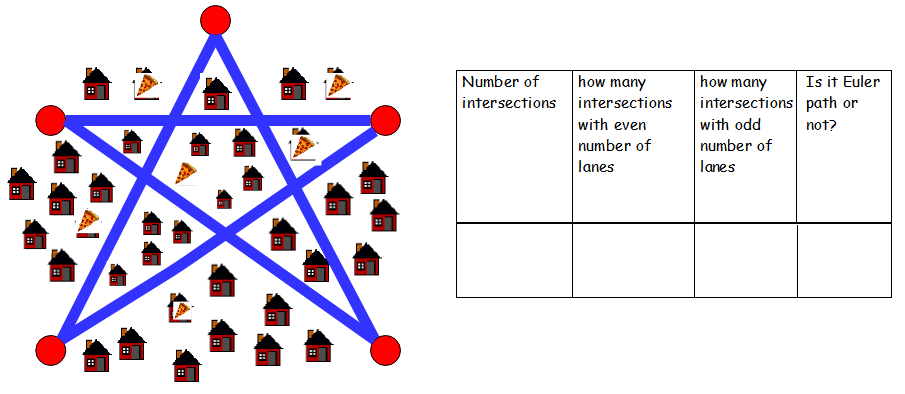 Number of
intersections
how many
intersections
with even
number of
lanes
how many
intersections
with odd
number of
lanes
Is it Euler
path or
not?